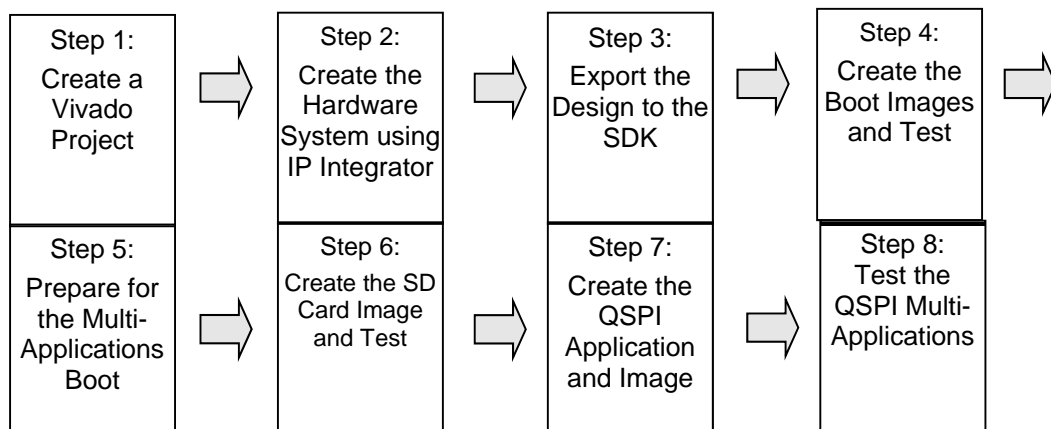 Step 1:
Create a
Vivado
Project
Step 2:
Create the
Hardware
System using
IP Integrator
Step 3:
Export the
Design to the
SDK
Step 4:
Create the
Boot Images
and Test
Step 5:
Prepare for
the Multi-
Applications
Boot
Step 6:
Create the SD
Card Image
and Test
Step 7:
Create the
QSPI
Application
and Image
Step 8:
Test the
QSPI Multi-
Applications